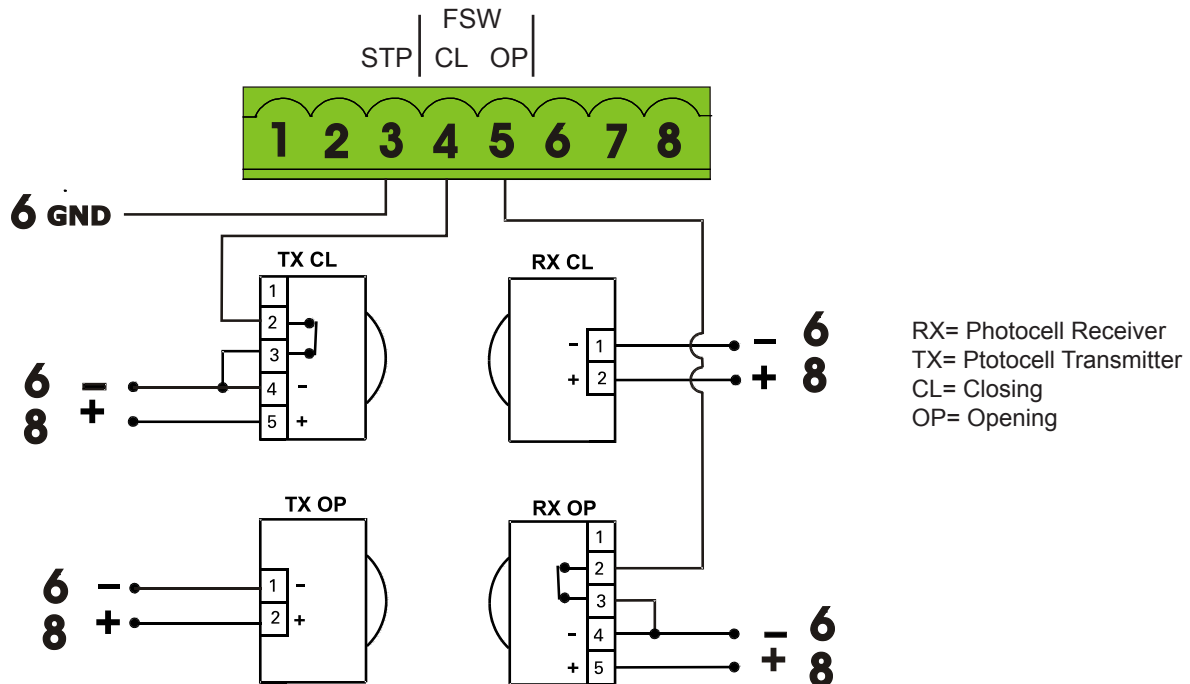 FSW
STP CL OP
1 2 3 4 5 6 7 8
6 GND
TX CL
1
2
3
4 -
5 +
6 -
8 +
RX CL
- 1
+ 2
- 6
+ 8
RX= Photocell Receiver
TX= Ptotocell Transmitter
CL= Closing
OP= Opening
TX OP
1 -
2 +
6 -
8 +
RX OP
1
2
3
- 4
+ 5
- 6
+ 8